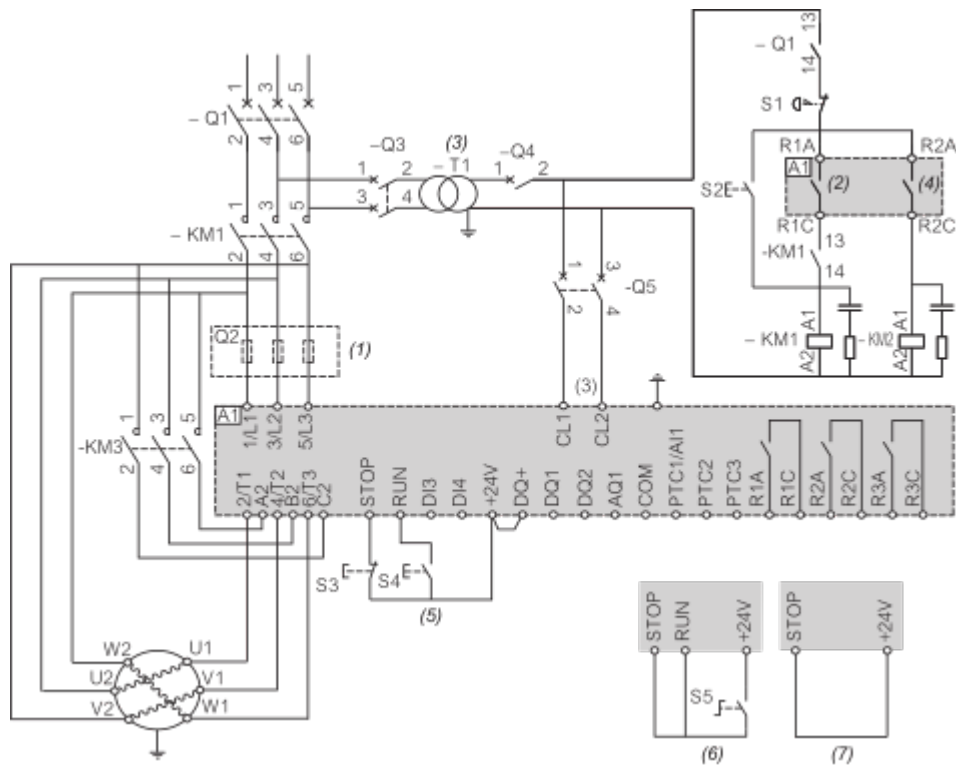 13
– Q1
14
S1
1 3 5
– Q1
2 4 6
–Q3
(3)
– T1
–Q4
1 2
1 2
3 4
R1A
R2A
A1
S2
(2)
(4)
R1C
R2C
1 3 5
– KM1
2 4 6
-KM1
13
14
1 3
-Q5
2 4
A1
A1
– KM1
– KM2
A2
A2
Q2
(1)
(3)
A1
1/L1
3/L2
5/L3
CL1
CL2
1 3 5
-KM3
2 4 6
2/T1
A2
4/T2
B2
6/T3
C2
STOP
RUN
DI3
DI4
+24V
DQ+
DQ1
DQ2
AQ1
COM
PTC1/AI1
PTC2
PTC3
R1A
R1C
R2A
R2C
R3A
R3C
S3
S4
(5)
STOP
RUN
+24V
STOP
+24V
W2
U1
U2
V1
V2
W1
S5
(6)
(7)